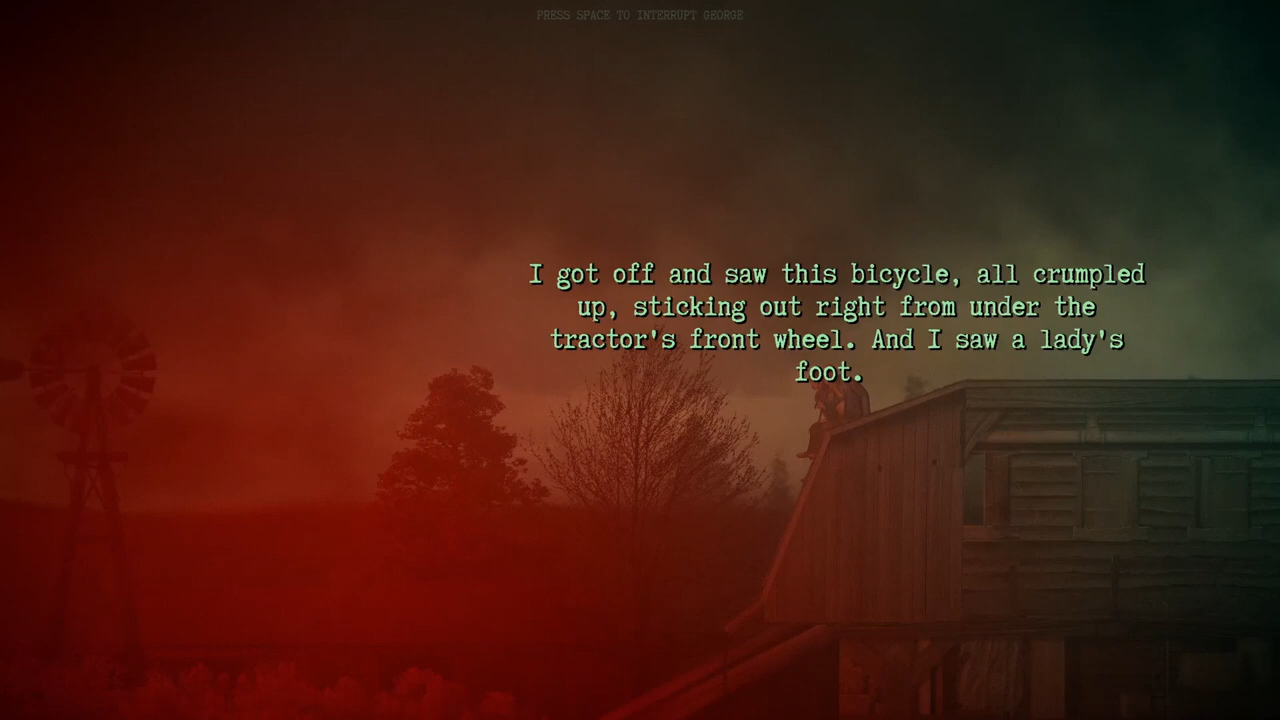 PRESS SPACE TO INTERRUPT GEORGE
I got off and saw this bicycle, all crumpled
up, sticking out right from under the
tractor's front wheel. And I saw a lady's
foot.